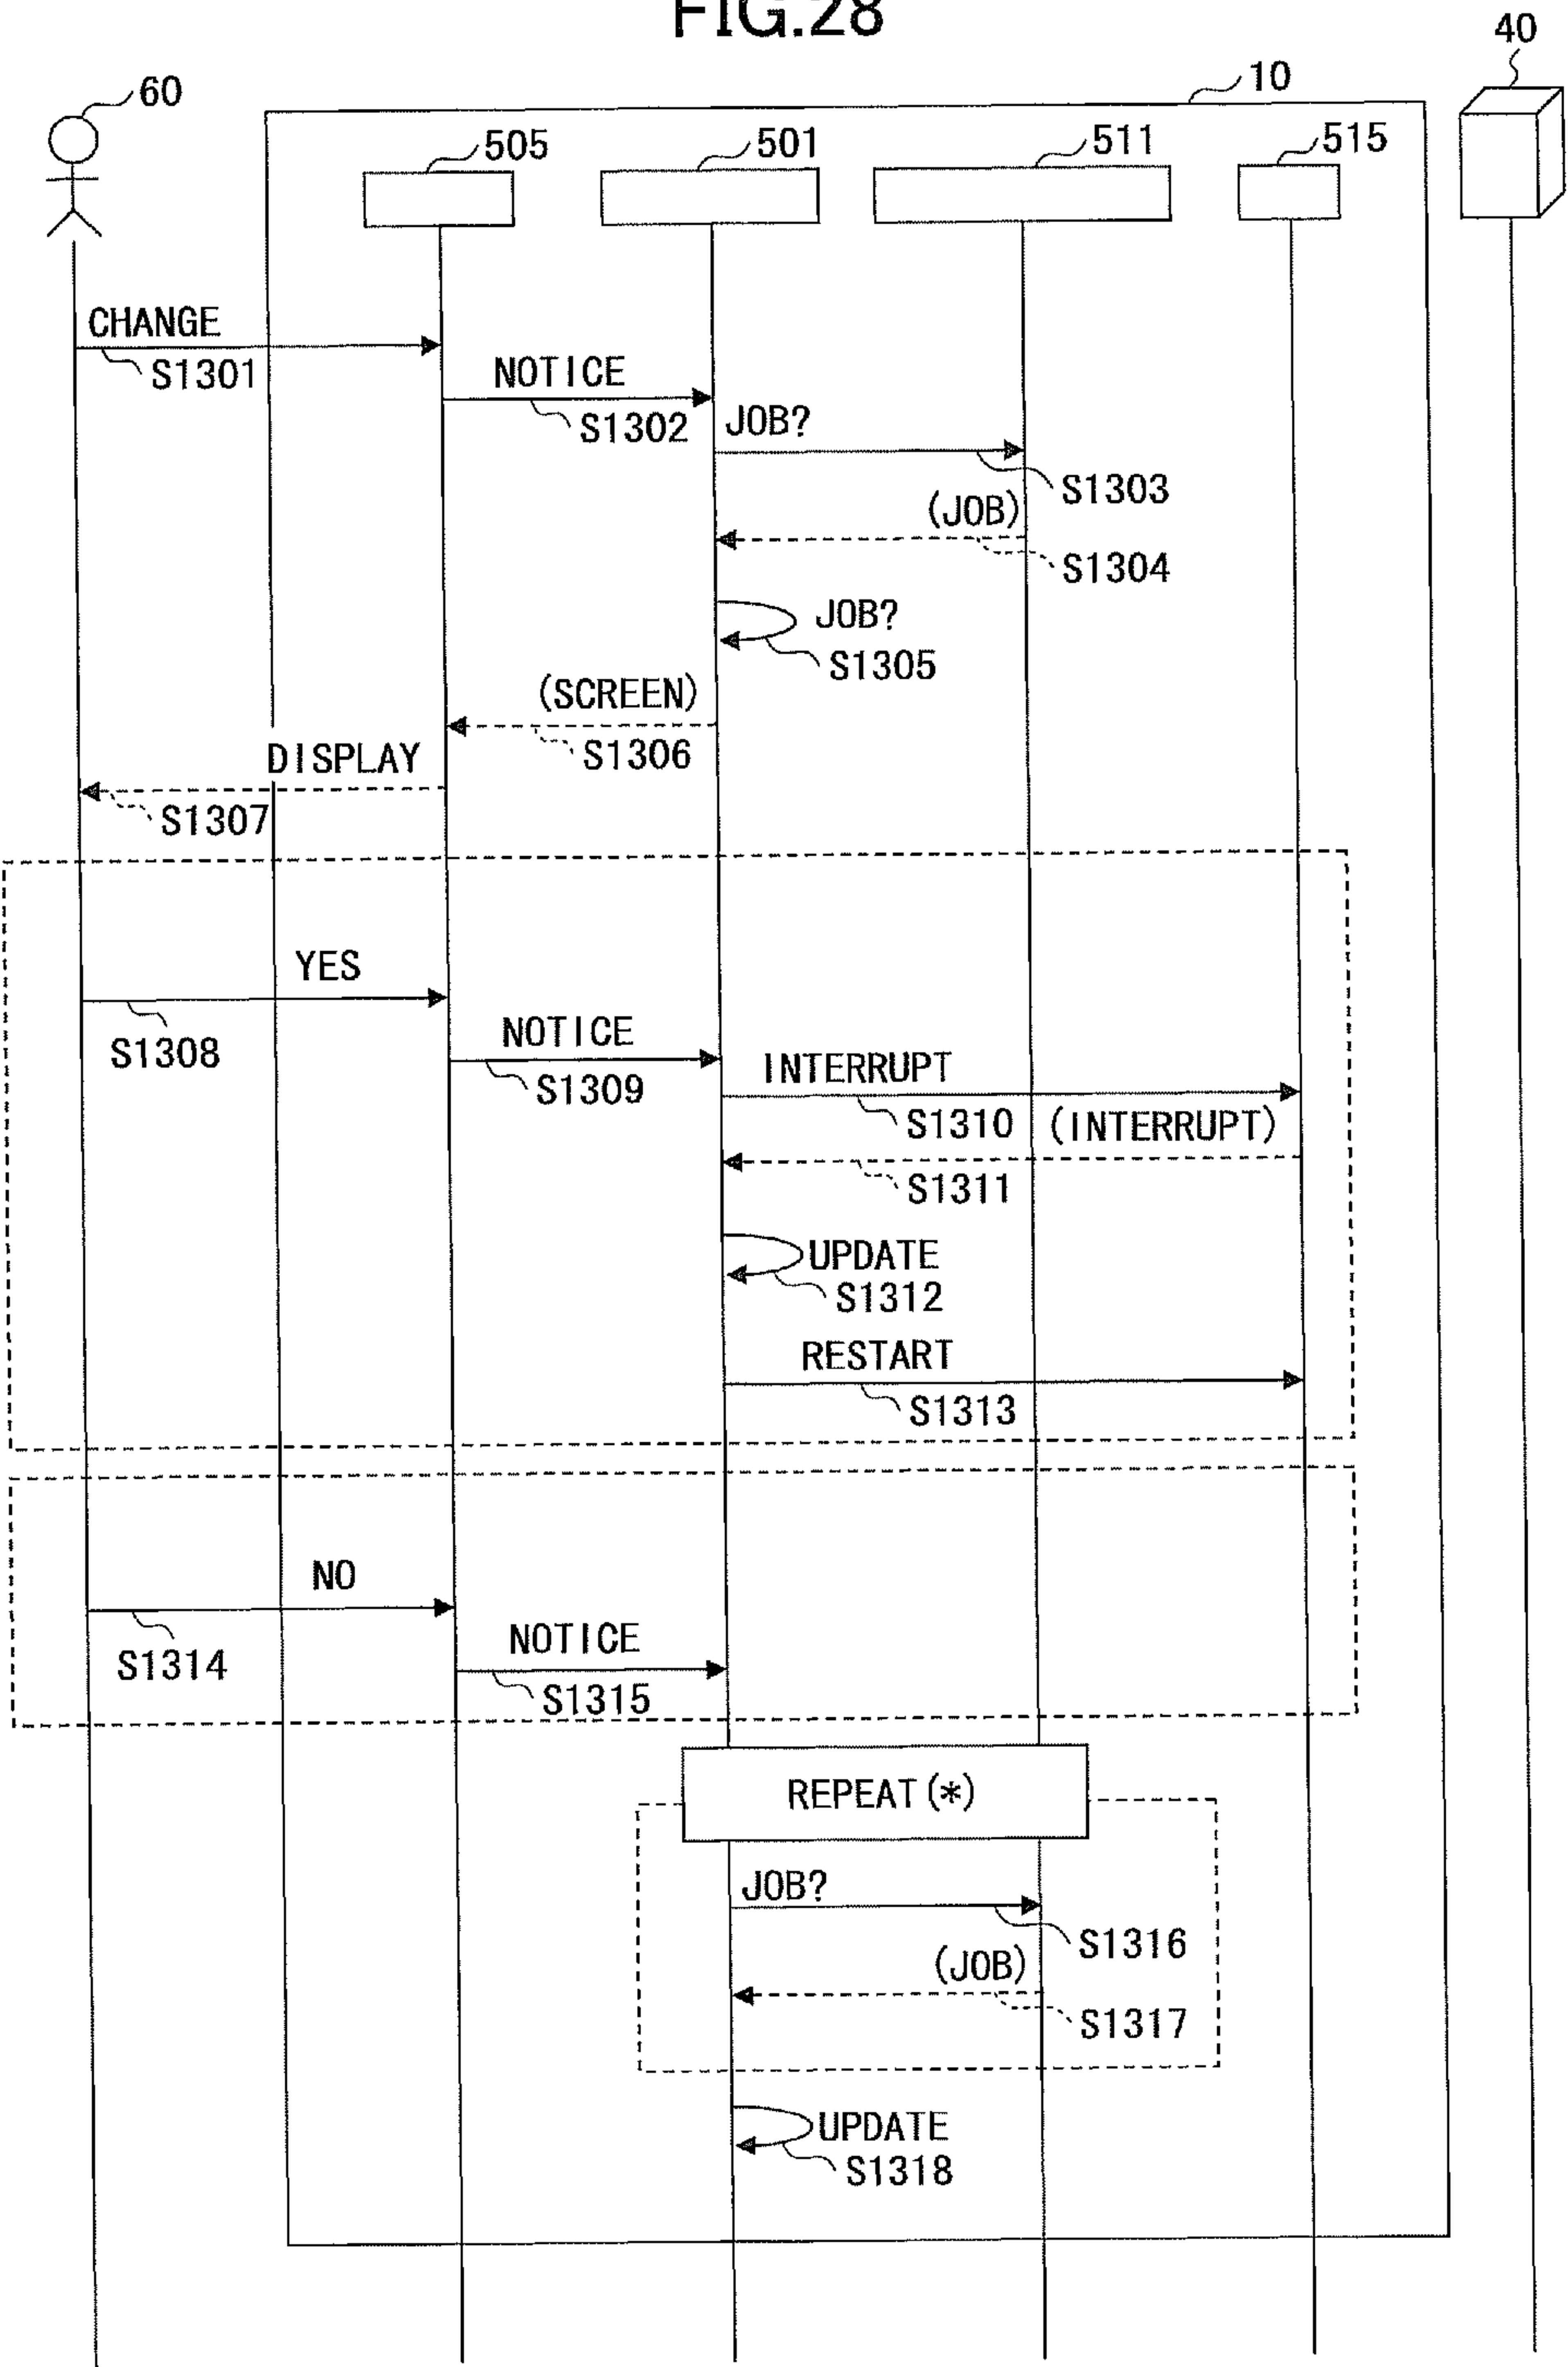 FIG.28
40
60
10
505
501
511
515
CHANGE
S1301
NOTICE
S1302
JOB?
S1303
(JOB)
S1304
JOB?
S1305
(SCREEN)
S1306
DISPLAY
S1307
YES
S1308
NOTICE
S1309
INTERRUPT
S1310
(INTERRUPT)
S1311
UPDATE
S1312
RESTART
S1313
NO
S1314
NOTICE
S1315
REPEAT(*)
JOB?
S1316
(JOB)
S1317
UPDATE
S1318